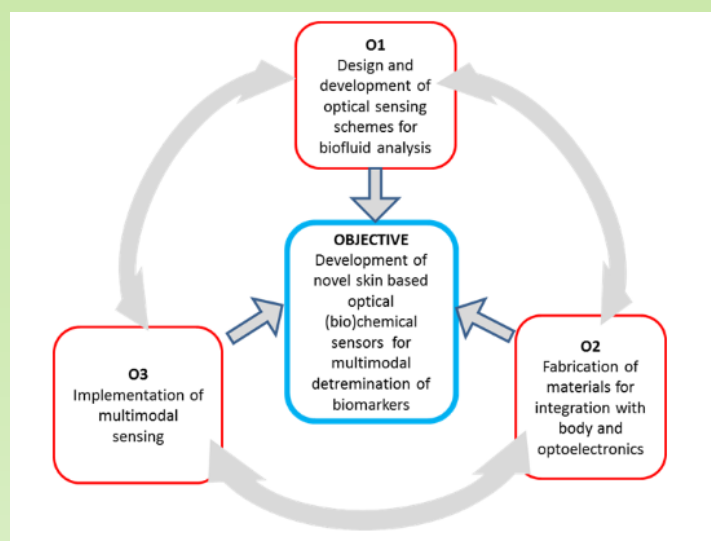 O1
Design and
development of
optical sensing
schemes for
biofluid analysis
OBJECTIVE
Development of
novel skin based
optical
(bio)chemical
sensors for
multimodal
detremination of
biomarkers
O3
Implementation of
multimodal
sensing
O2
Fabrication of
materials for
integration with
body and
optoelectronics